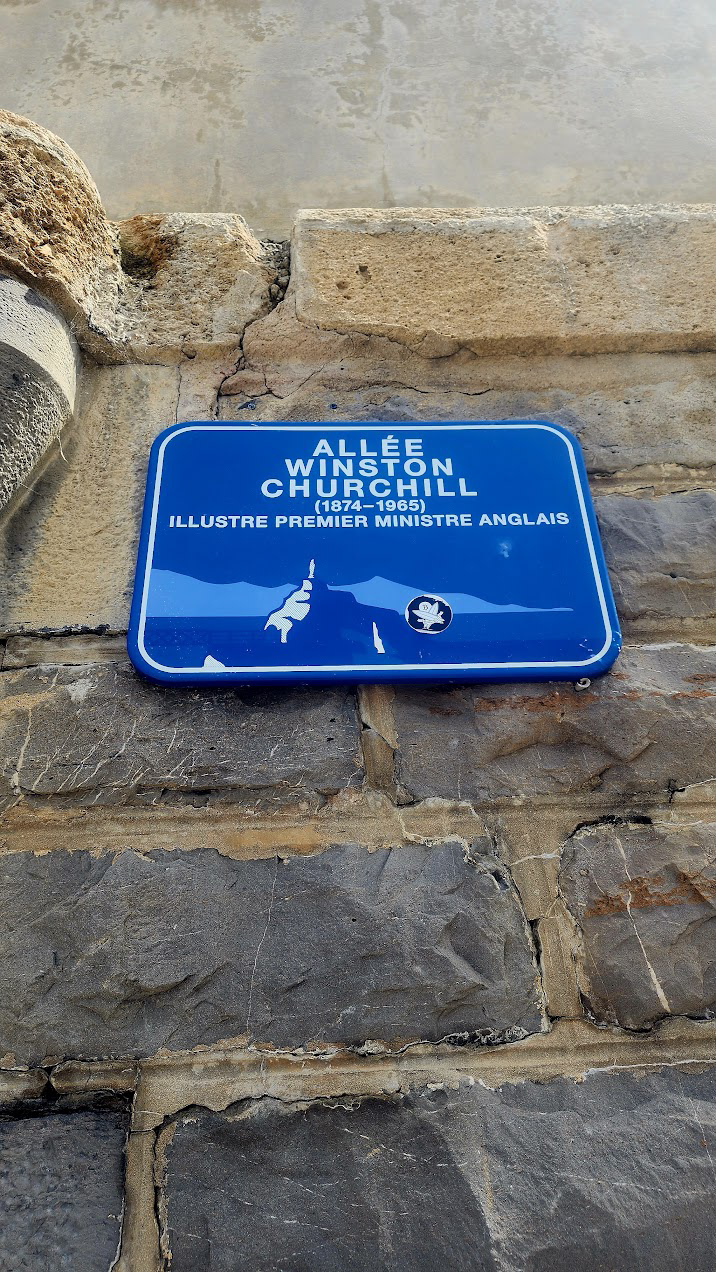 ALLÉE
WINSTON
CHURCHILL
(1874–1965)
ILLUSTRE PREMIER MINISTRE ANGLAIS